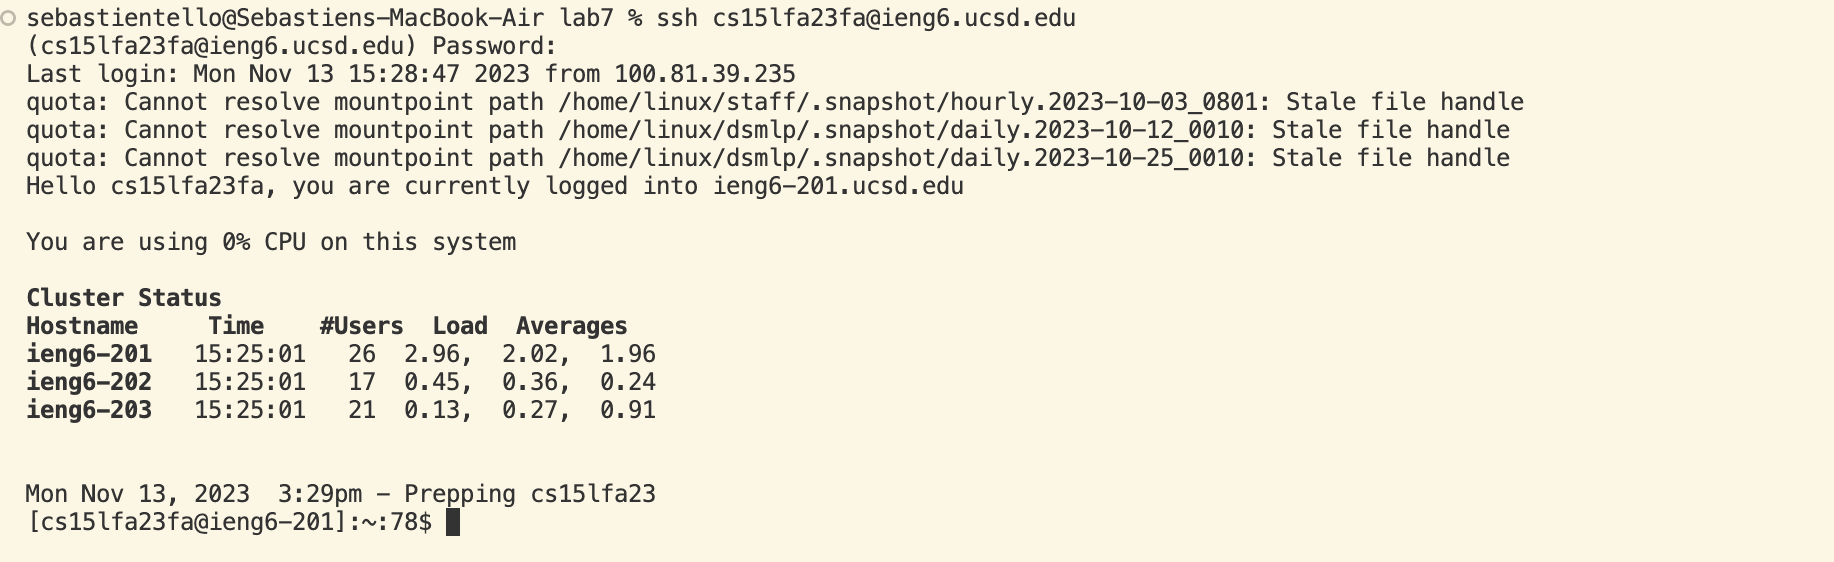 sebastientello@Sebastiens-MacBook-Air lab7 % ssh cs15lfa23fa@ieng6.ucsd.edu
(cs15lfa23fa@ieng6.ucsd.edu) Password:
Last login: Mon Nov 13 15:28:47 2023 from 100.81.39.235
quota: Cannot resolve mountpoint path /home/linux/staff/.snapshot/hourly.2023-10-03_0801: Stale file handle
quota: Cannot resolve mountpoint path /home/linux/dsmlp/.snapshot/daily.2023-10-12_0010: Stale file handle
quota: Cannot resolve mountpoint path /home/linux/dsmlp/.snapshot/daily.2023-10-25_0010: Stale file handle
Hello cs15lfa23fa, you are currently logged into ieng6-201.ucsd.edu

You are using 0% CPU on this system

Cluster Status
Hostname     Time    #Users  Load  Averages
ieng6-201   15:25:01   26  2.96,  2.02,  1.96
ieng6-202   15:25:01   17  0.45,  0.36,  0.24
ieng6-203   15:25:01   21  0.13,  0.27,  0.91

Mon Nov 13, 2023  3:29pm - Prepping cs15lfa23
[cs15lfa23fa@ieng6-201]:~:78$